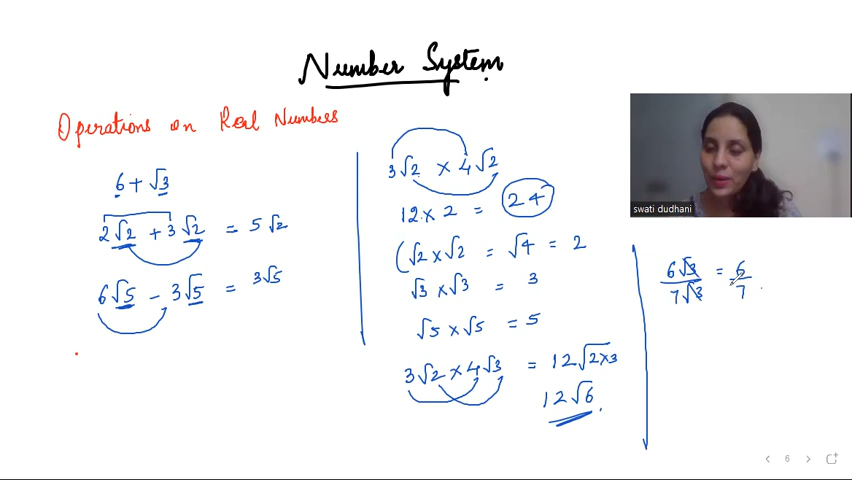 Number System
Operations on Real Numbers
6 + √3
2√2 + 3√2 = 5√2
6√5 − 3√5 = 3√5
3√2 × 4√2
12 × 2 = 24
(√2 × √2 = √4 = 2
√3 × √3 = 3
√5 × √5 = 5
3√2 × 4√3 = 12√2×3
12√6
6√3 / 7√3 = 6/7
swati dudhani
6